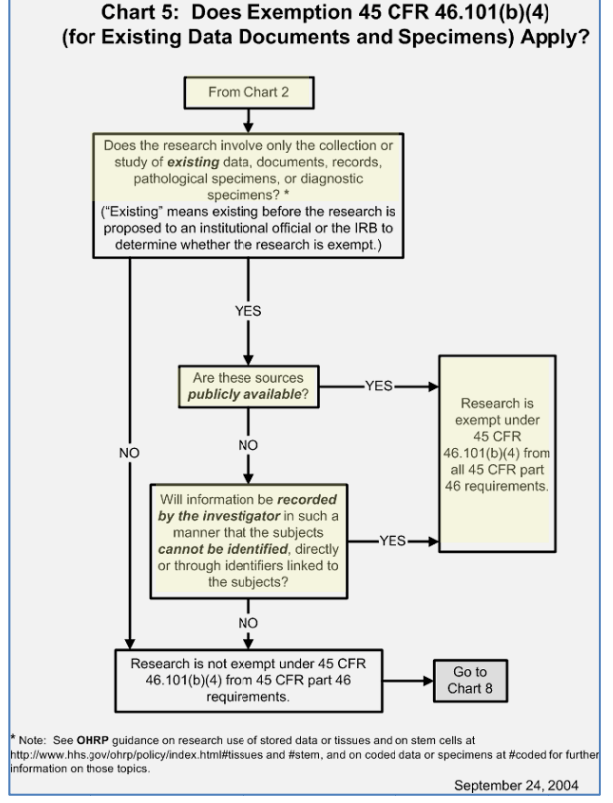 Chart 5: Does Exemption 45 CFR 46.101(b)(4)
(for Existing Data Documents and Specimens) Apply?
From Chart 2
Does the research involve only the collection or
study of existing data, documents, records,
pathological specimens, or diagnostic
specimens? *
("Existing" means existing before the research is
proposed to an institutional official or the IRB to
determine whether the research is exempt.)
YES
Are these sources
publicly available?
YES
Research is
exempt under
45 CFR
46.101(b)(4) from
all 45 CFR part
46 requirements.
NO
NO
Will information be recorded
by the investigator in such a
manner that the subjects
cannot be identified, directly
or through identifiers linked to
the subjects?
YES
NO
Research is not exempt under 45 CFR
46.101(b)(4) from 45 CFR part 46
requirements.
Go to
Chart 8
* Note: See OHRP guidance on research use of stored data or tissues and on stem cells at
http://www.hhs.gov/ohrp/policy/index.html#tissues and #stem, and on coded data or specimens at #coded for further
information on those topics.
September 24, 2004